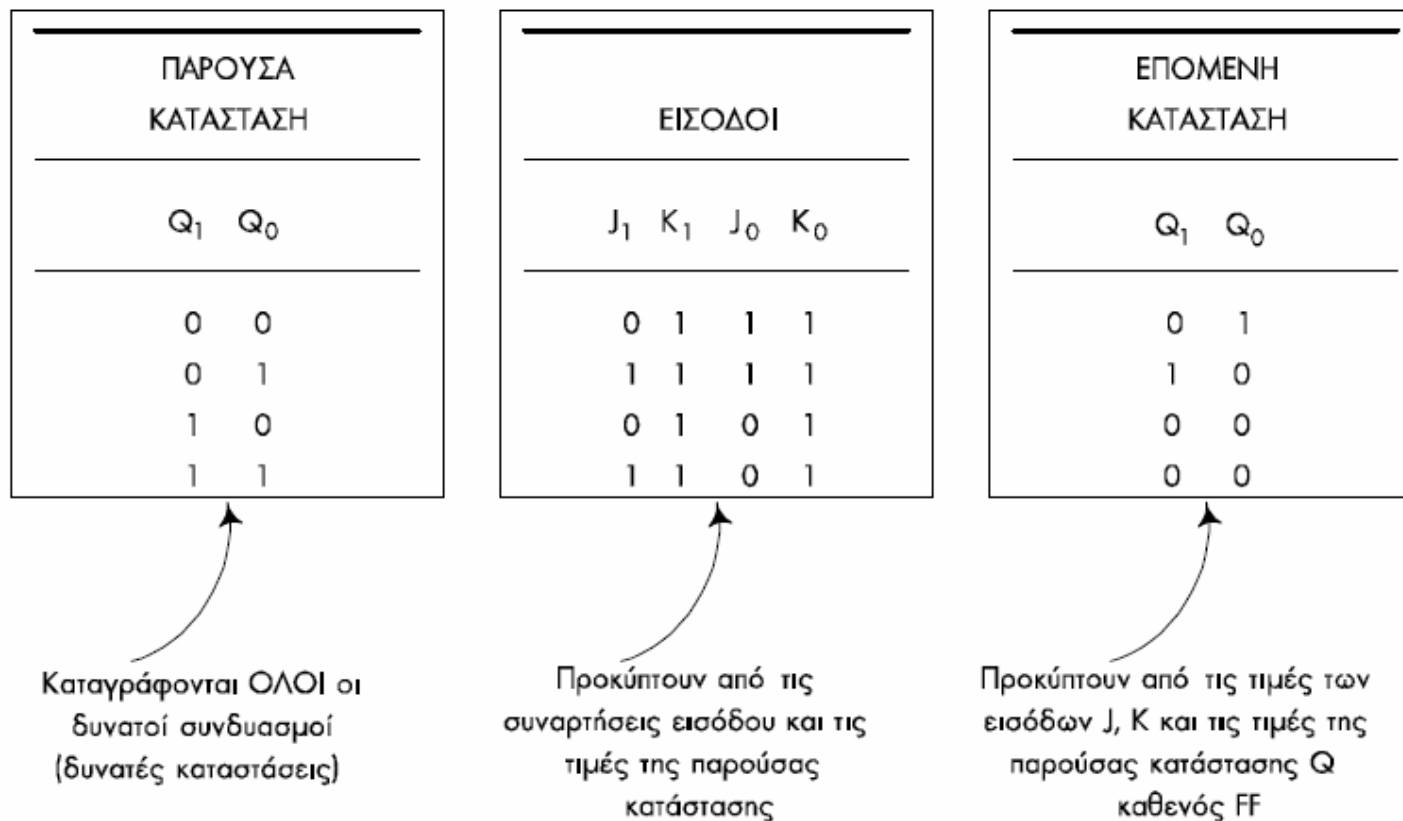 ΠΑΡΟΥΣΑ
ΚΑΤΑΣΤΑΣΗ
Q₁ Q₀
0 0
0 1
1 0
1 1
ΕΙΣΟΔΟΙ
J₁ K₁ J₀ K₀
0 1 1 1
1 1 1 1
0 1 0 1
1 1 0 1
ΕΠΟΜΕΝΗ
ΚΑΤΑΣΤΑΣΗ
Q₁ Q₀
0 1
1 0
0 0
0 0
Καταγράφονται ΟΛΟΙ οι
δυνατοί συνδυασμοί
(δυνατές καταστάσεις)
Προκύπτουν από τις
συναρτήσεις εισόδου και τις
τιμές της παρούσας
κατάστασης
Προκύπτουν από τις τιμές των
εισόδων J, K και τις τιμές της
παρούσας κατάστασης Q
καθενός FF